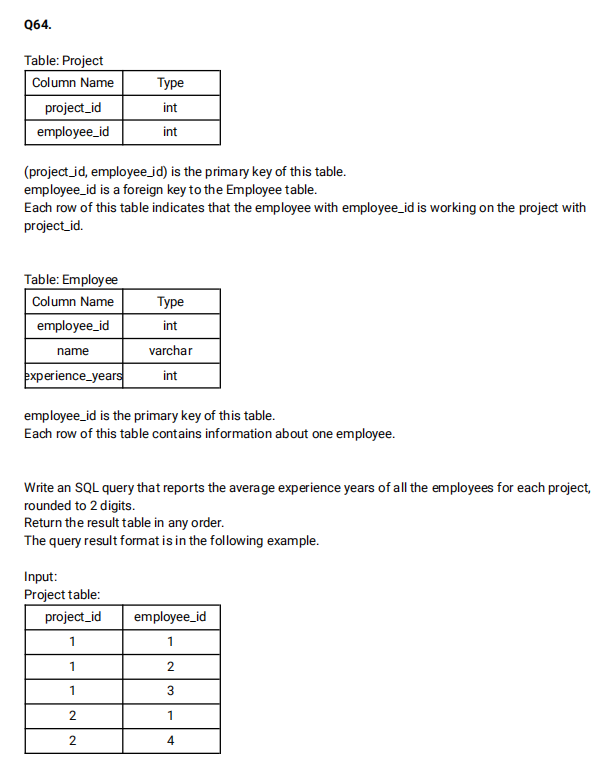 Q64.
Table: Project
Column Name Type
project_id int
employee_id int
(project_id, employee_id) is the primary key of this table.
employee_id is a foreign key to the Employee table.
Each row of this table indicates that the employee with employee_id is working on the project with
project_id.
Table: Employee
Column Name Type
employee_id int
name varchar
experience_years int
employee_id is the primary key of this table.
Each row of this table contains information about one employee.
Write an SQL query that reports the average experience years of all the employees for each project,
rounded to 2 digits.
Return the result table in any order.
The query result format is in the following example.
Input:
Project table:
project_id employee_id
1 1
1 2
1 3
2 1
2 4